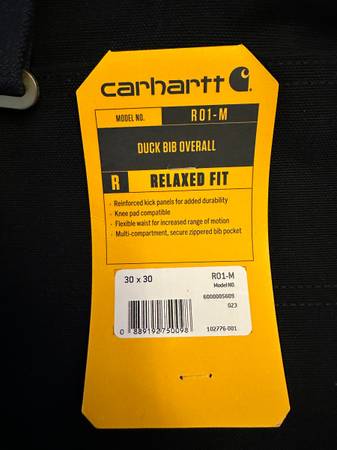 carhartt
MODEL NO. R01-M
DUCK BIB OVERALL
R RELAXED FIT
· Reinforced kick panels for added durability
· Knee pad compatible
· Flexible waist for increased range of motion
· Multi-compartment, secure zippered bib pocket
30 x 30 R01-M
Model NO.
6000005609
023
0 889192 750098 102776-001